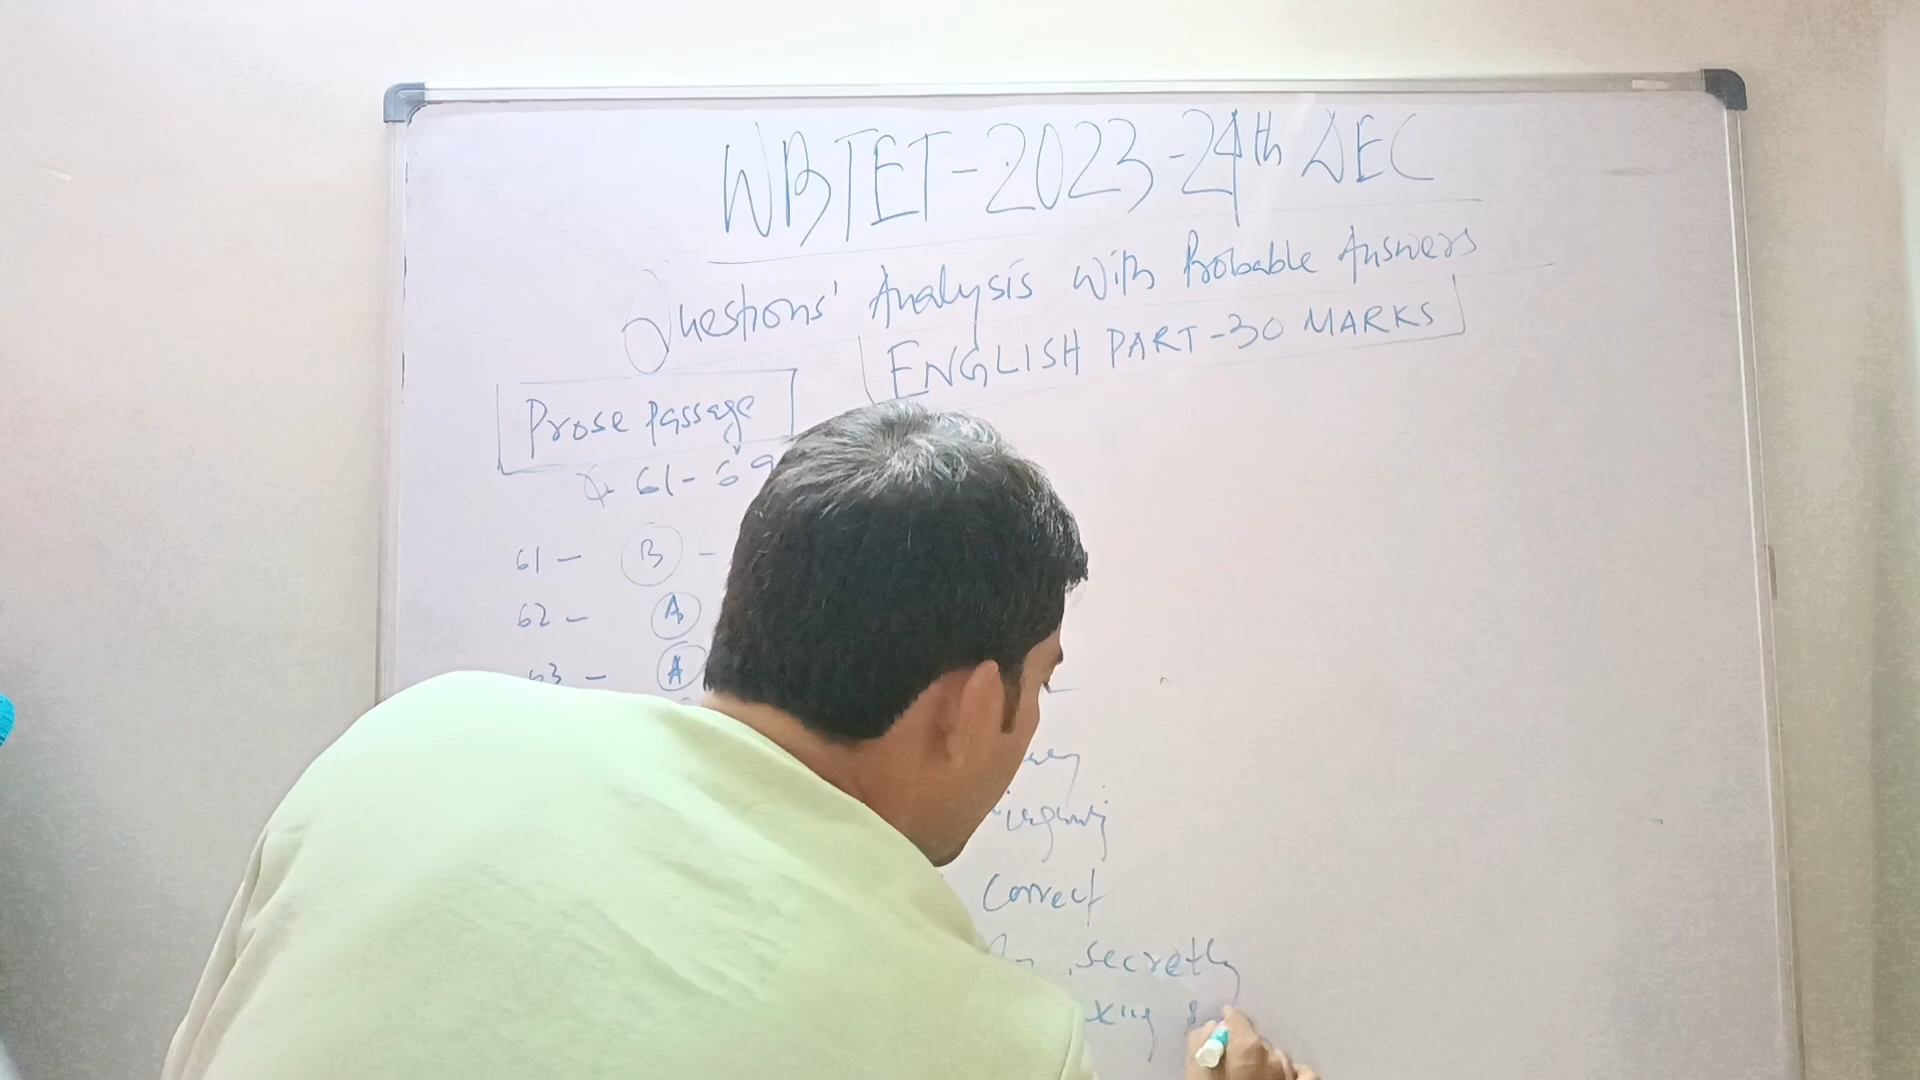 WBTET-2023-24th DEC
Questions' Analysis with Probable Answers
ENGLISH PART-30 MARKS
Prose Passage
61-69
61 - B -
62 - A
63 - A
Correct
secretly